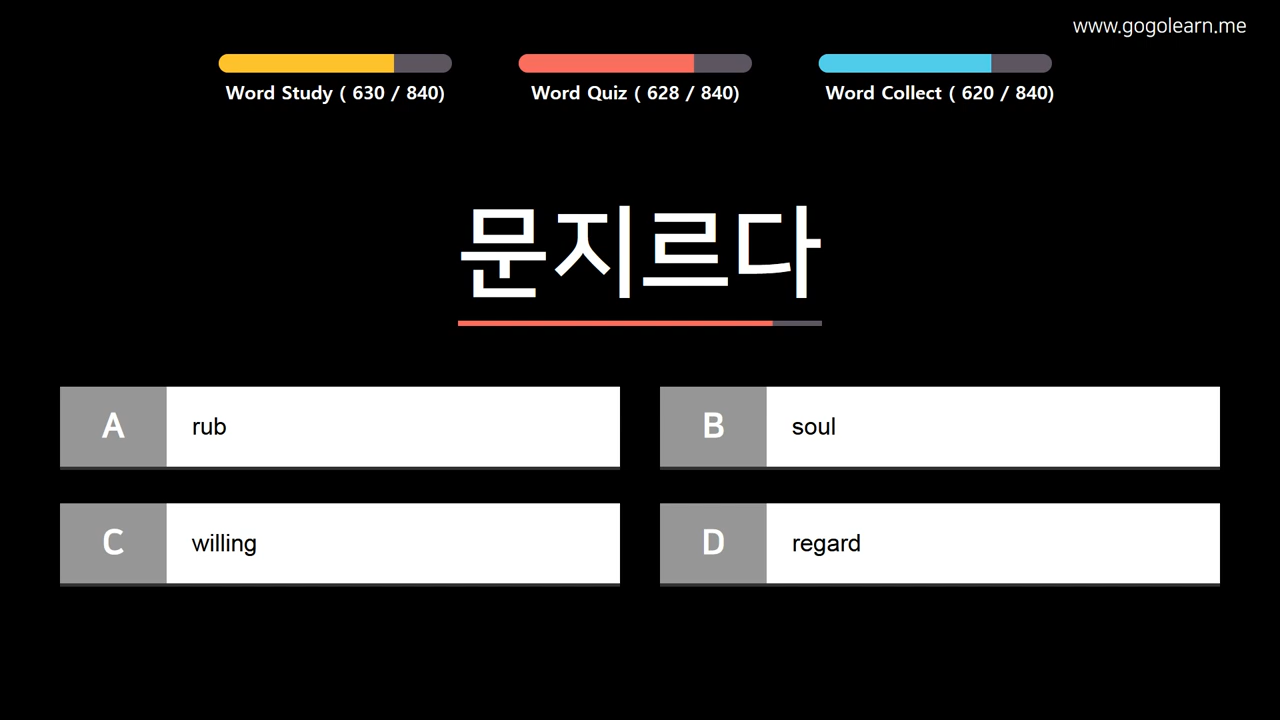 www.gogolearn.me
Word Study ( 630 / 840)
Word Quiz ( 628 / 840)
Word Collect ( 620 / 840)
문지르다
A rub
B soul
C willing
D regard